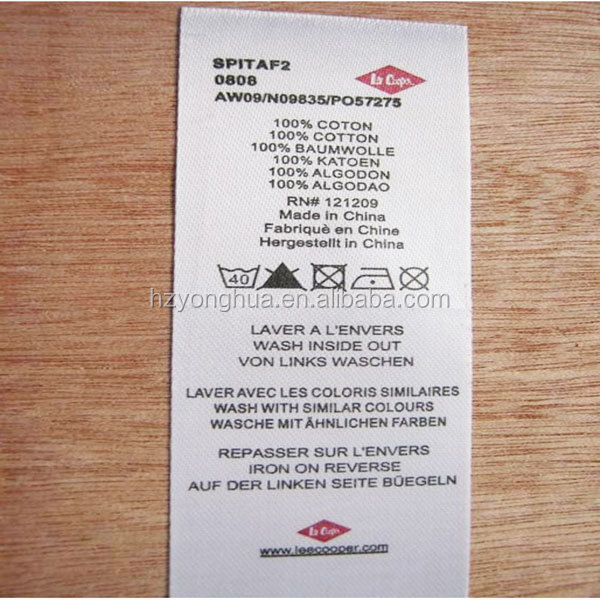 SPITAF2
Lee Cooper
0808
AW09/N09835/PO57275
100% COTON
100% COTTON
100% BAUMWOLLE
100% KATOEN
100% ALGODON
100% ALGODAO
RN# 121209
Made in China
Fabriquè en Chine
Hergestellt in China
40
hzyonghua.en.alibaba.com
LAVER A L'ENVERS
WASH INSIDE OUT
VON LINKS WASCHEN
LAVER AVEC LES COLORIS SIMILAIRES
WASH WITH SIMILAR COLOURS
WASCHE MIT ÄHNLICHEN FARBEN
REPASSER SUR L'ENVERS
IRON ON REVERSE
AUF DER LINKEN SEITE BÜEGELN
Lee Cooper
www.leecooper.com